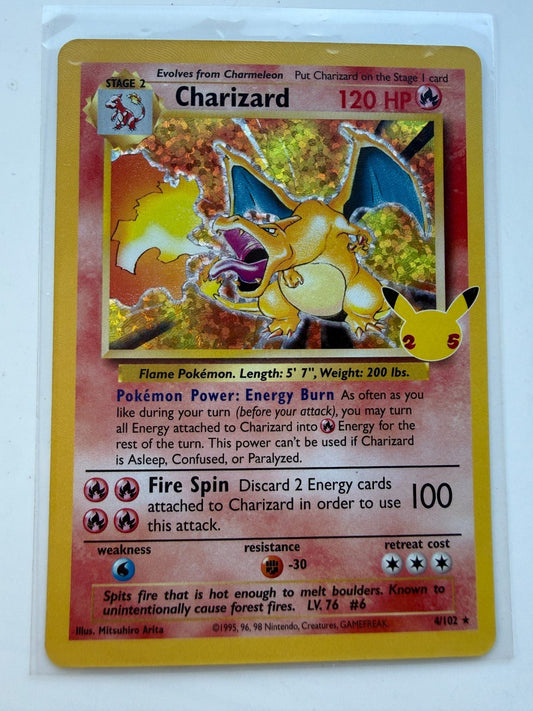 Evolves from Charmeleon   Put Charizard on the Stage 1 card
STAGE 2
Charizard   120 HP
25
Flame Pokémon. Length: 5' 7", Weight: 200 lbs.
Pokémon Power: Energy Burn As often as you
like during your turn (before your attack), you may turn
all Energy attached to Charizard into Energy for the
rest of the turn. This power can't be used if Charizard
is Asleep, Confused, or Paralyzed.
Fire Spin Discard 2 Energy cards
attached to Charizard in order to use
this attack.
100
weakness   resistance   retreat cost
-30
Spits fire that is hot enough to melt boulders. Known to
unintentionally cause forest fires. LV. 76 #6
Illus. Mitsuhiro Arita   ©1995, 96, 98 Nintendo, Creatures, GAMEFREAK.   4/102 ★